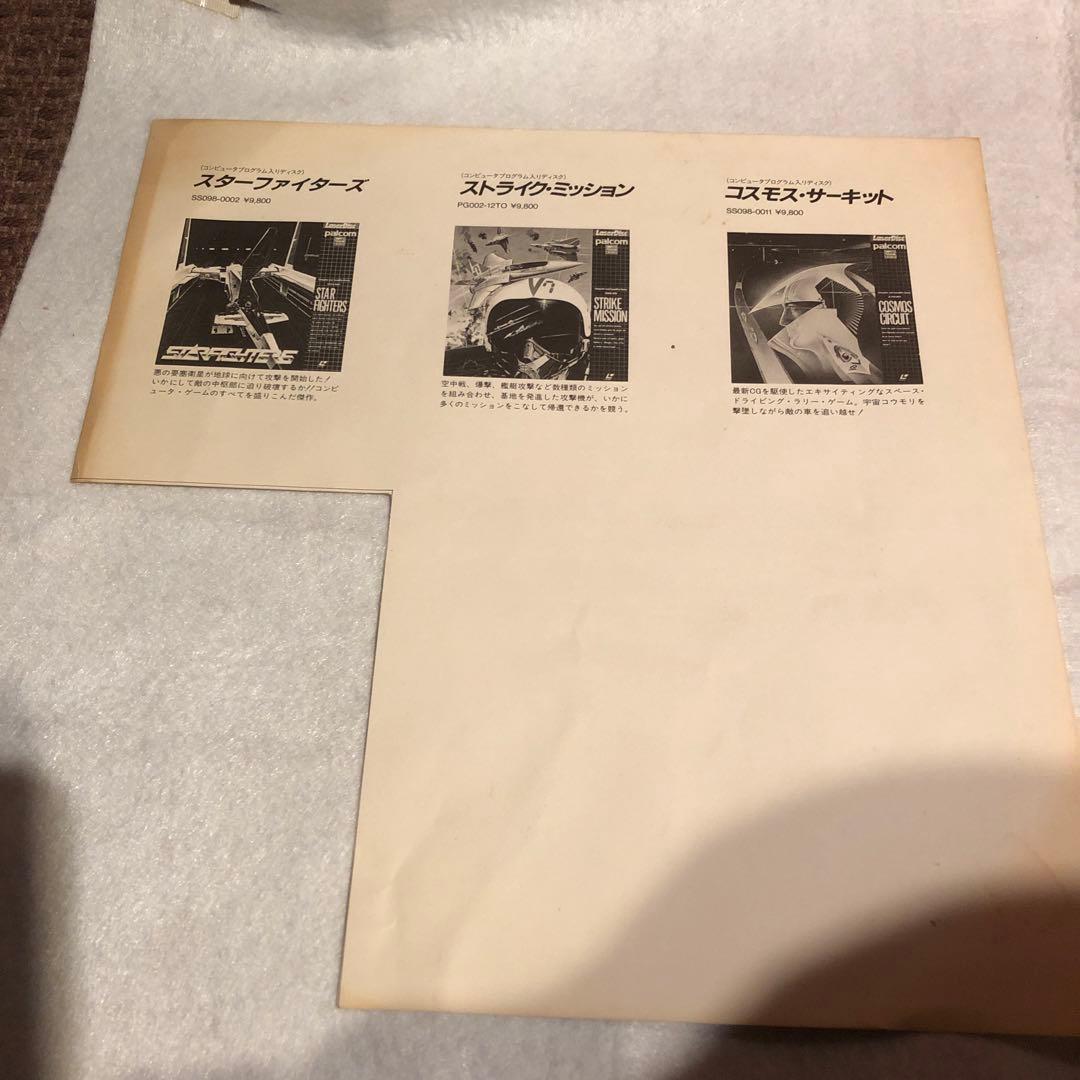 (コンピュータプログラム入りディスク)
スターファイターズ
SS098-0002 ¥9,800
LaserDisc
palcom
STAR
FIGHTERS
STARFIGHTERS
悪の要塞衛星が地球に向けて攻撃を開始した!
いかにして敵の中枢部に迫り破壊するか!/コンピ
ュータ・ゲームのすべてを盛りこんだ傑作。
(コンピュータプログラム入りディスク)
ストライク・ミッション
PG002-12TO ¥9,800
LaserDisc
palcom
STRIKE
MISSION
空中戦、爆撃、艦艇攻撃など数種類のミッション
を組み合わせ、基地を発進した攻撃機が、いかに
多くのミッションをこなして帰還できるかを競う。
(コンピュータプログラム入りディスク)
コスモス・サーキット
SS098-0011 ¥9,800
LaserDisc
palcom
COSMOS
CIRCUIT
最新CGを駆使したエキサイティングなスペース・
ドライビング・ラリー・ゲーム。宇宙コウモリを
撃墜しながら敵の車を追い越せ!